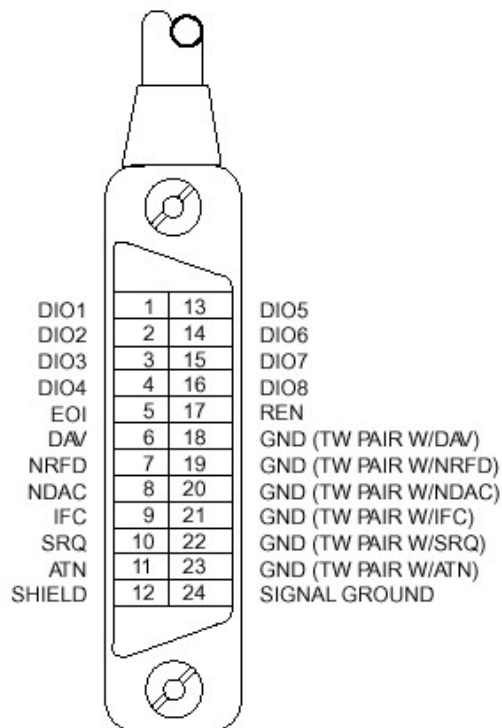 DIO1 1 13 DIO5
DIO2 2 14 DIO6
DIO3 3 15 DIO7
DIO4 4 16 DIO8
EOI 5 17 REN
DAV 6 18 GND (TW PAIR W/DAV)
NRFD 7 19 GND (TW PAIR W/NRFD)
NDAC 8 20 GND (TW PAIR W/NDAC)
IFC 9 21 GND (TW PAIR W/IFC)
SRQ 10 22 GND (TW PAIR W/SRQ)
ATN 11 23 GND (TW PAIR W/ATN)
SHIELD 12 24 SIGNAL GROUND